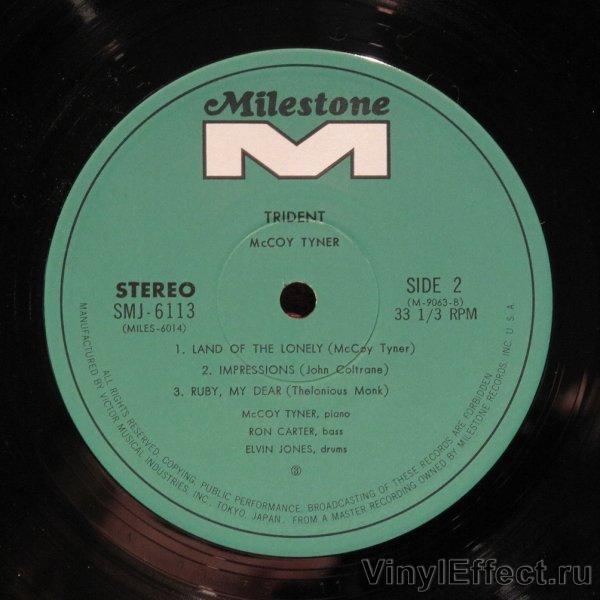 Milestone
M
TRIDENT
McCOY TYNER
STEREO
SMJ-6113
(MILES-6014)
SIDE 2
(M-9063-B)
33 1/3 RPM
1. LAND OF THE LONELY (McCoy Tyner)
2. IMPRESSIONS (John Coltrane)
3. RUBY, MY DEAR (Thelonious Monk)
McCOY TYNER, piano
RON CARTER, bass
ELVIN JONES, drums
③
ALL RIGHTS RESERVED. COPYING, PUBLIC PERFORMANCE, BROADCASTING OF THESE RECORDS ARE FORBIDDEN
MANUFACTURED BY VICTOR MUSICAL INDUSTRIES, INC. TOKYO, JAPAN. FROM A MASTER RECORDING OWNED BY MILESTONE RECORDS, INC. U.S.A.
VinylEffect.ru